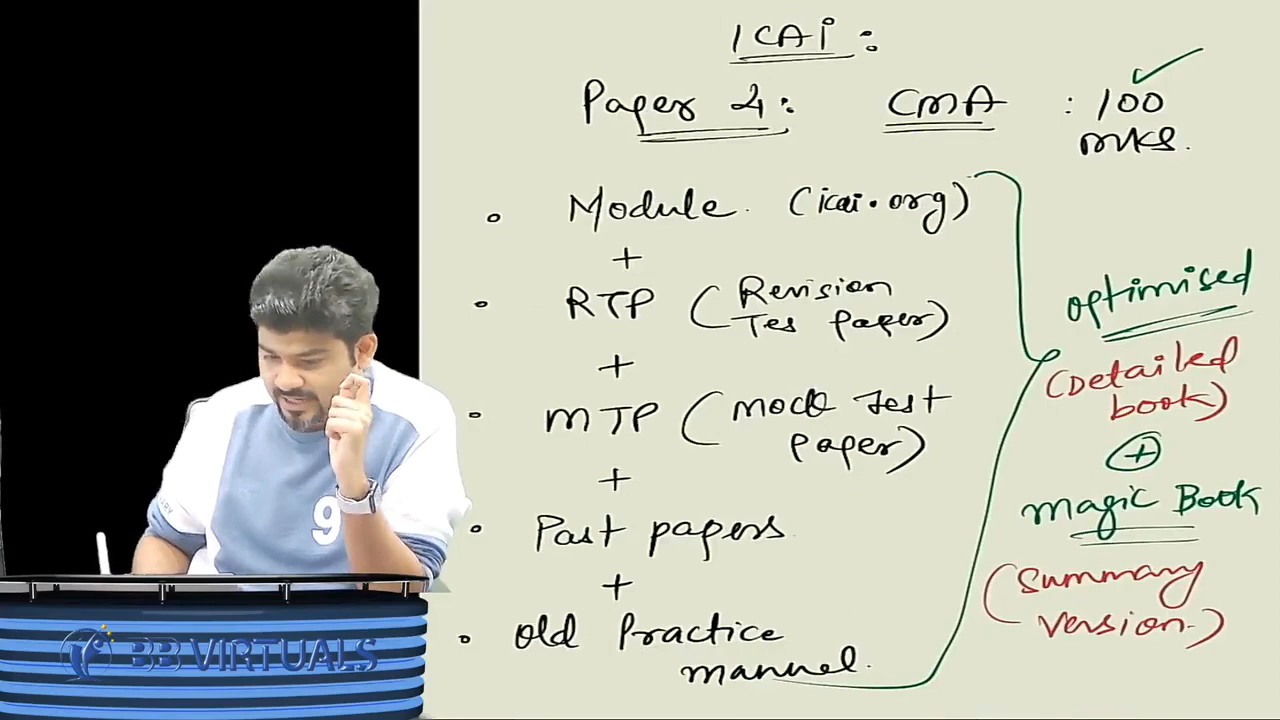 ICAI :
Paper 4 : CMA : 100
mks.
• Module. (icai.org)
+
• RTP (Revision
Tes paper)
+
• MTP (Mock Test
paper)
+
• Past papers
+
• Old Practice
mannel.
optimised
(Detailed
book)
+
Magic Book
(Summary
version)
9
BB VIRTUALS